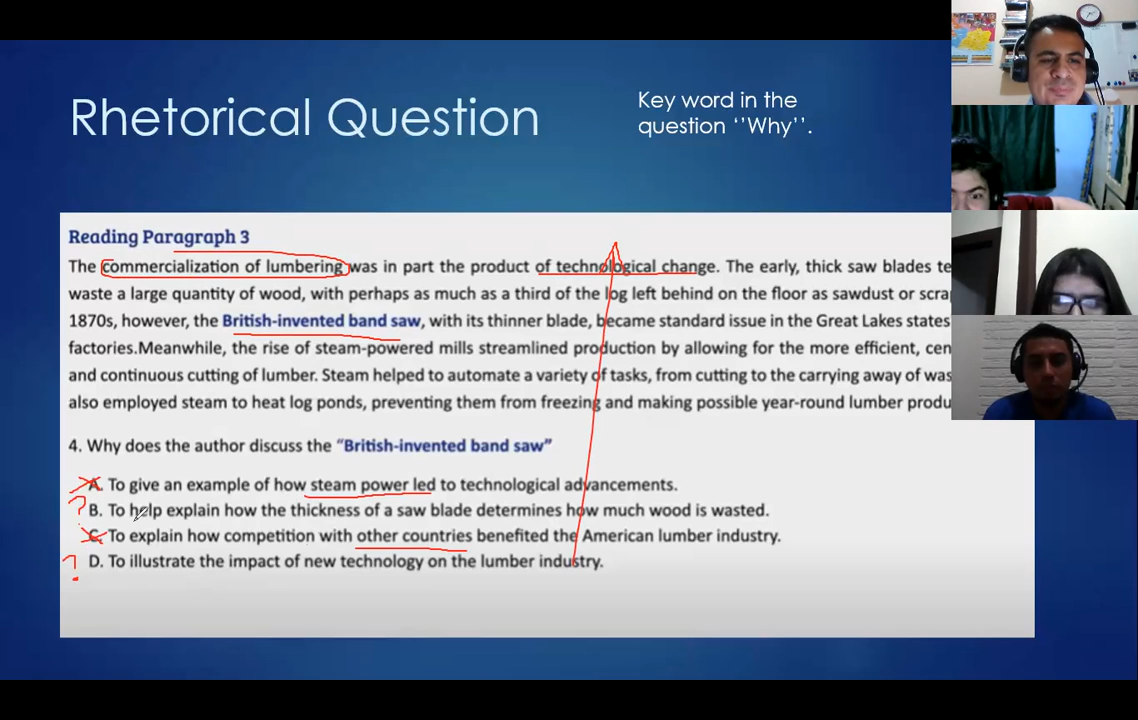 Rhetorical Question
Key word in the
question ‘’Why’’.
Reading Paragraph 3
The commercialization of lumbering was in part the product of technological change. The early, thick saw blades te
waste a large quantity of wood, with perhaps as much as a third of the log left behind on the floor as sawdust or scra
1870s, however, the British-invented band saw, with its thinner blade, became standard issue in the Great Lakes states
factories.Meanwhile, the rise of steam-powered mills streamlined production by allowing for the more efficient, cen
and continuous cutting of lumber. Steam helped to automate a variety of tasks, from cutting to the carrying away of was
also employed steam to heat log ponds, preventing them from freezing and making possible year-round lumber produ
4. Why does the author discuss the “British-invented band saw”
A. To give an example of how steam power led to technological advancements.
? B. To help explain how the thickness of a saw blade determines how much wood is wasted.
C. To explain how competition with other countries benefited the American lumber industry.
? D. To illustrate the impact of new technology on the lumber industry.